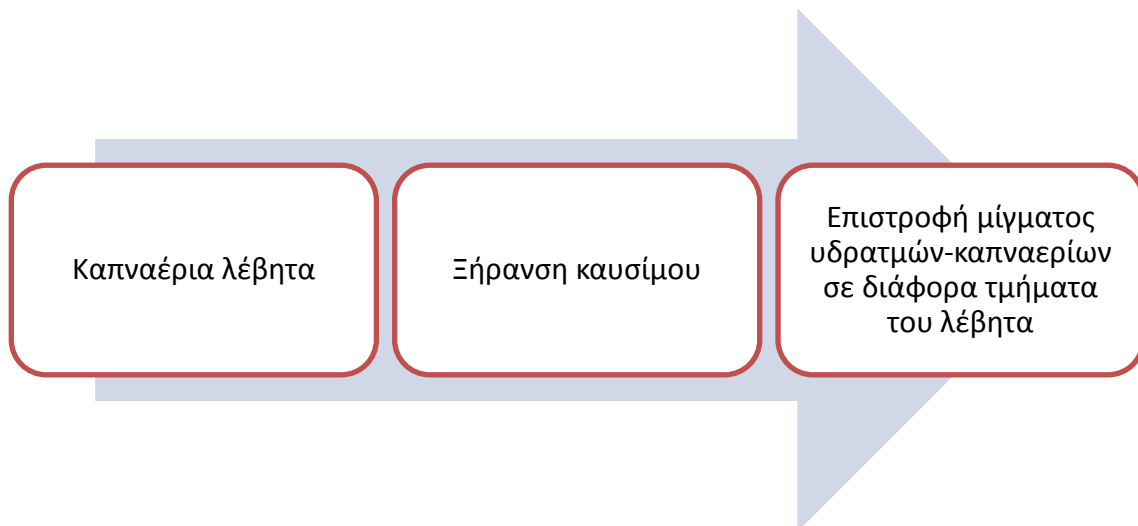 Καπναέρια λέβητα
Ξήρανση καυσίμου
Επιστροφή μίγματος
υδρατμών-καπναερίων
σε διάφορα τμήματα
του λέβητα